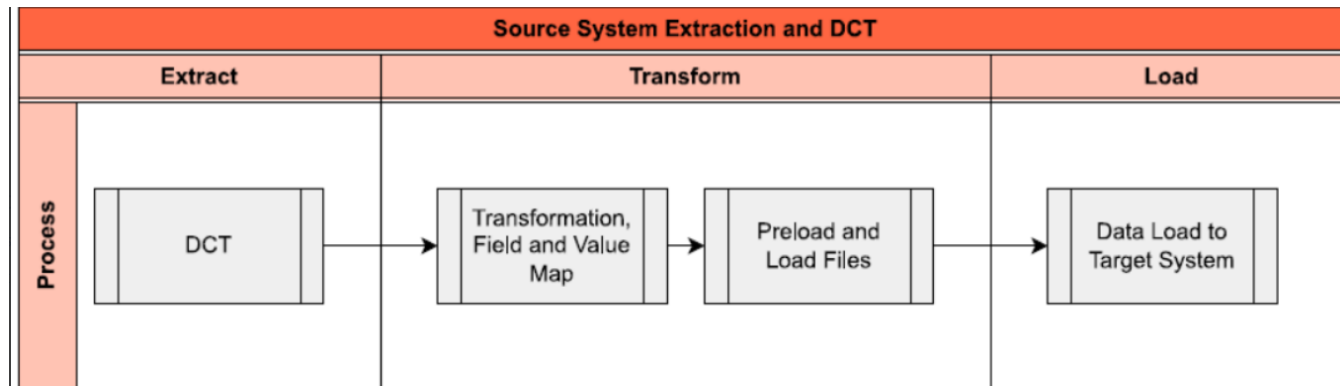 Source System Extraction and DCT
Extract
Transform
Load
Process
DCT
Transformation,
Field and Value
Map
Preload and
Load Files
Data Load to
Target System